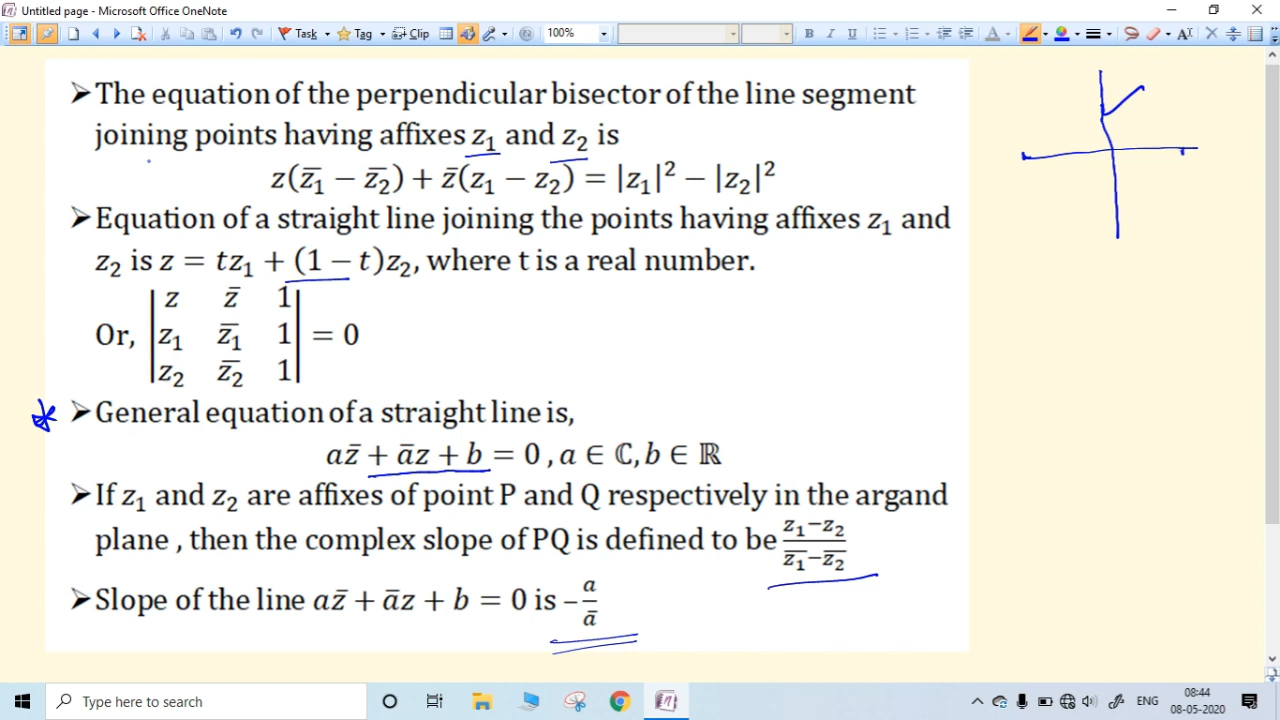 Untitled page - Microsoft Office OneNote
Task Tag Clip 100% B I U
➢The equation of the perpendicular bisector of the line segment
joining points having affixes z₁ and z₂ is
z(z̅₁ − z̅₂) + z̄(z₁ − z₂) = |z₁|² − |z₂|²
➢Equation of a straight line joining the points having affixes z₁ and
z₂ is z = tz₁ + (1 − t)z₂, where t is a real number.
Or, |z z̄ 1; z₁ z̅₁ 1; z₂ z̅₂ 1| = 0
➢General equation of a straight line is,
az̄ + āz + b = 0 , a ∈ ℂ, b ∈ ℝ
➢If z₁ and z₂ are affixes of point P and Q respectively in the argand
plane , then the complex slope of PQ is defined to be (z₁−z₂)/(z̅₁−z̅₂)
➢Slope of the line az̄ + āz + b = 0 is −a/ā
Type here to search
ENG
08:44
08-05-2020